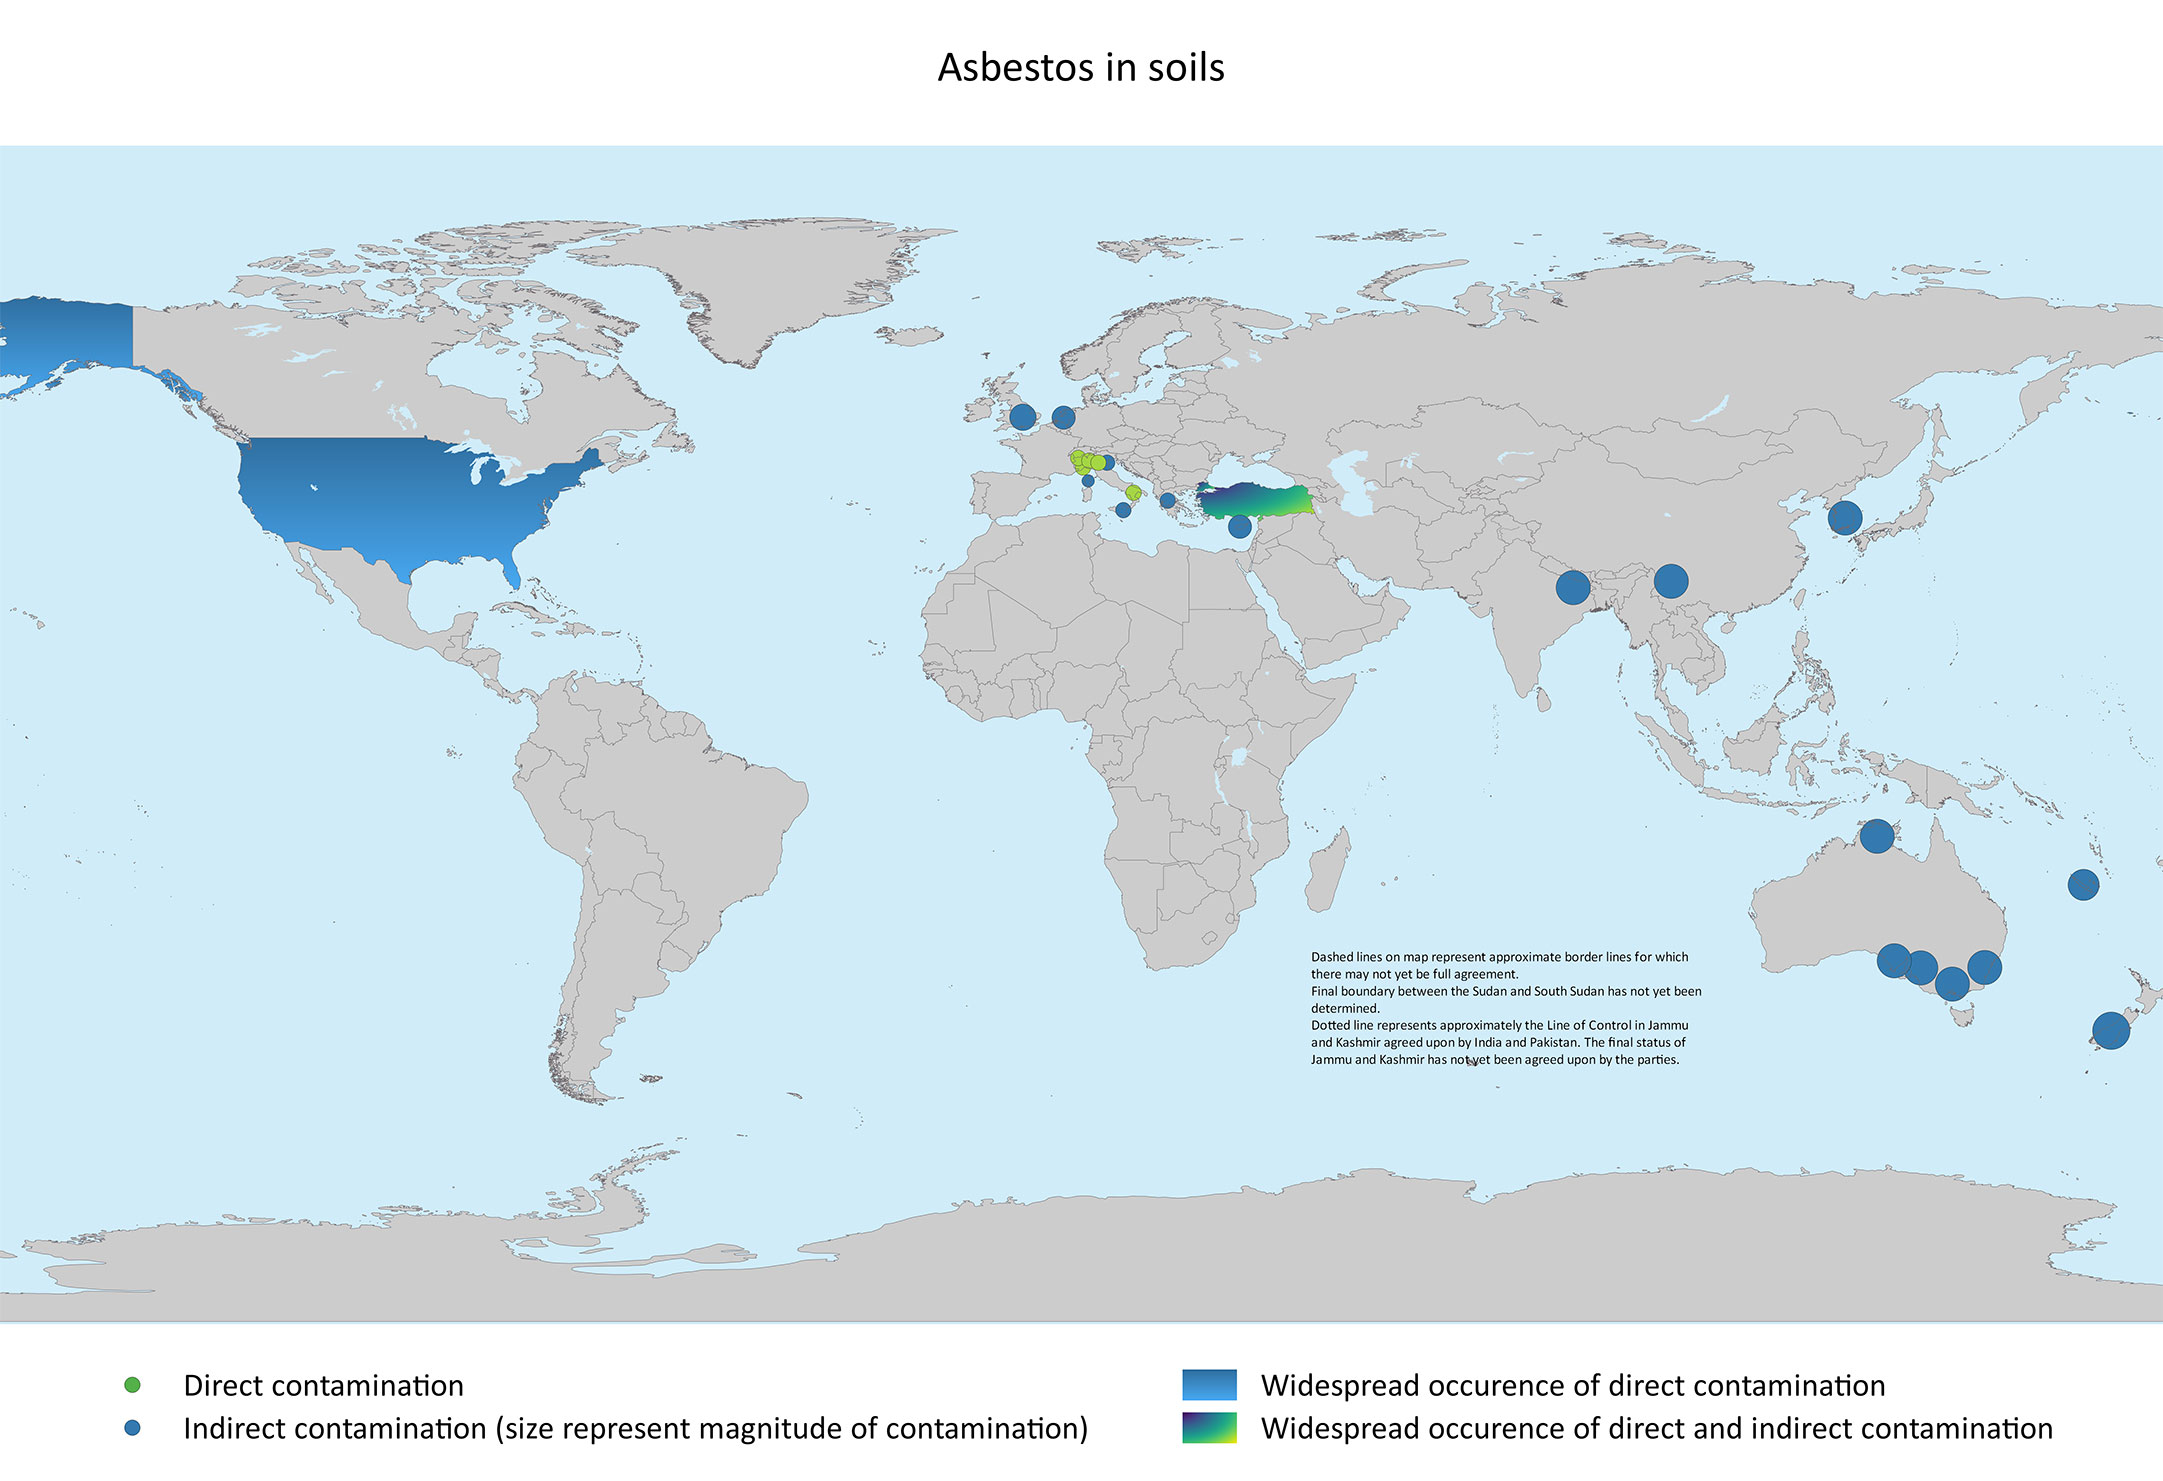 Asbestos in soils
Dashed lines on map represent approximate border lines for which
there may not yet be full agreement.
Final boundary between the Sudan and South Sudan has not yet been
determined.
Dotted line represents approximately the Line of Control in Jammu
and Kashmir agreed upon by India and Pakistan. The final status of
Jammu and Kashmir has not yet been agreed upon by the parties.
Direct contamination
Indirect contamination (size represent magnitude of contamination)
Widespread occurence of direct contamination
Widespread occurence of direct and indirect contamination